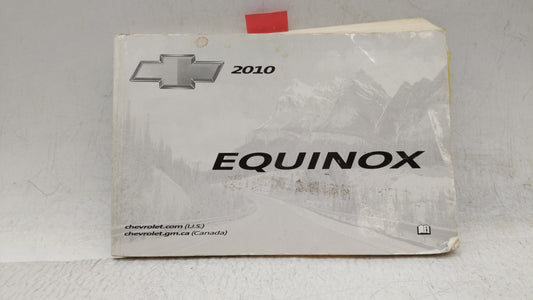 2010
EQUINOX
chevrolet.com (U.S.)
chevrolet.gm.ca (Canada)